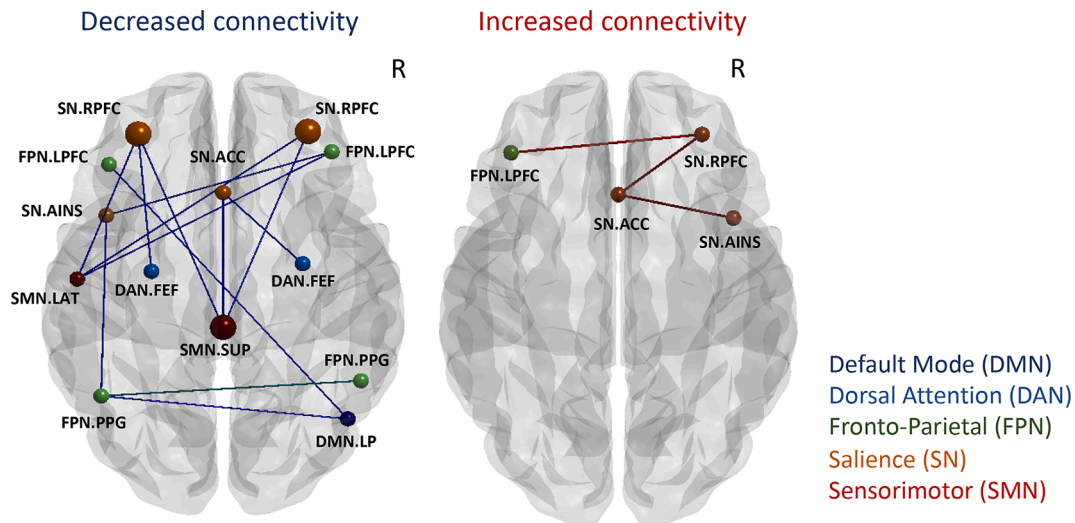 Decreased connectivity
R
SN.RPFC
SN.RPFC
FPN.LPFC
SN.ACC
FPN.LPFC
SN.AINS
SMN.LAT
DAN.FEF
DAN.FEF
SMN.SUP
FPN.PPG
FPN.PPG
DMN.LP
Increased connectivity
R
FPN.LPFC
SN.RPFC
SN.ACC
SN.AINS
Default Mode (DMN)
Dorsal Attention (DAN)
Fronto-Parietal (FPN)
Salience (SN)
Sensorimotor (SMN)